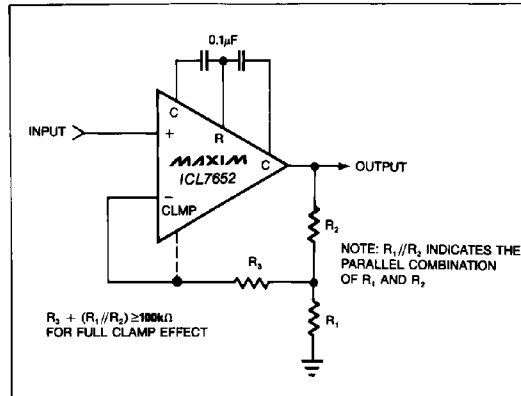 0.1μF
C
INPUT
+
R
MAXIM
C
OUTPUT
ICL7652
−
CLMP
R2
NOTE: R1//R2 INDICATES THE
PARALLEL COMBINATION
OF R1 AND R2
R3
R3 + (R1//R2) ≥100kΩ
FOR FULL CLAMP EFFECT
R1